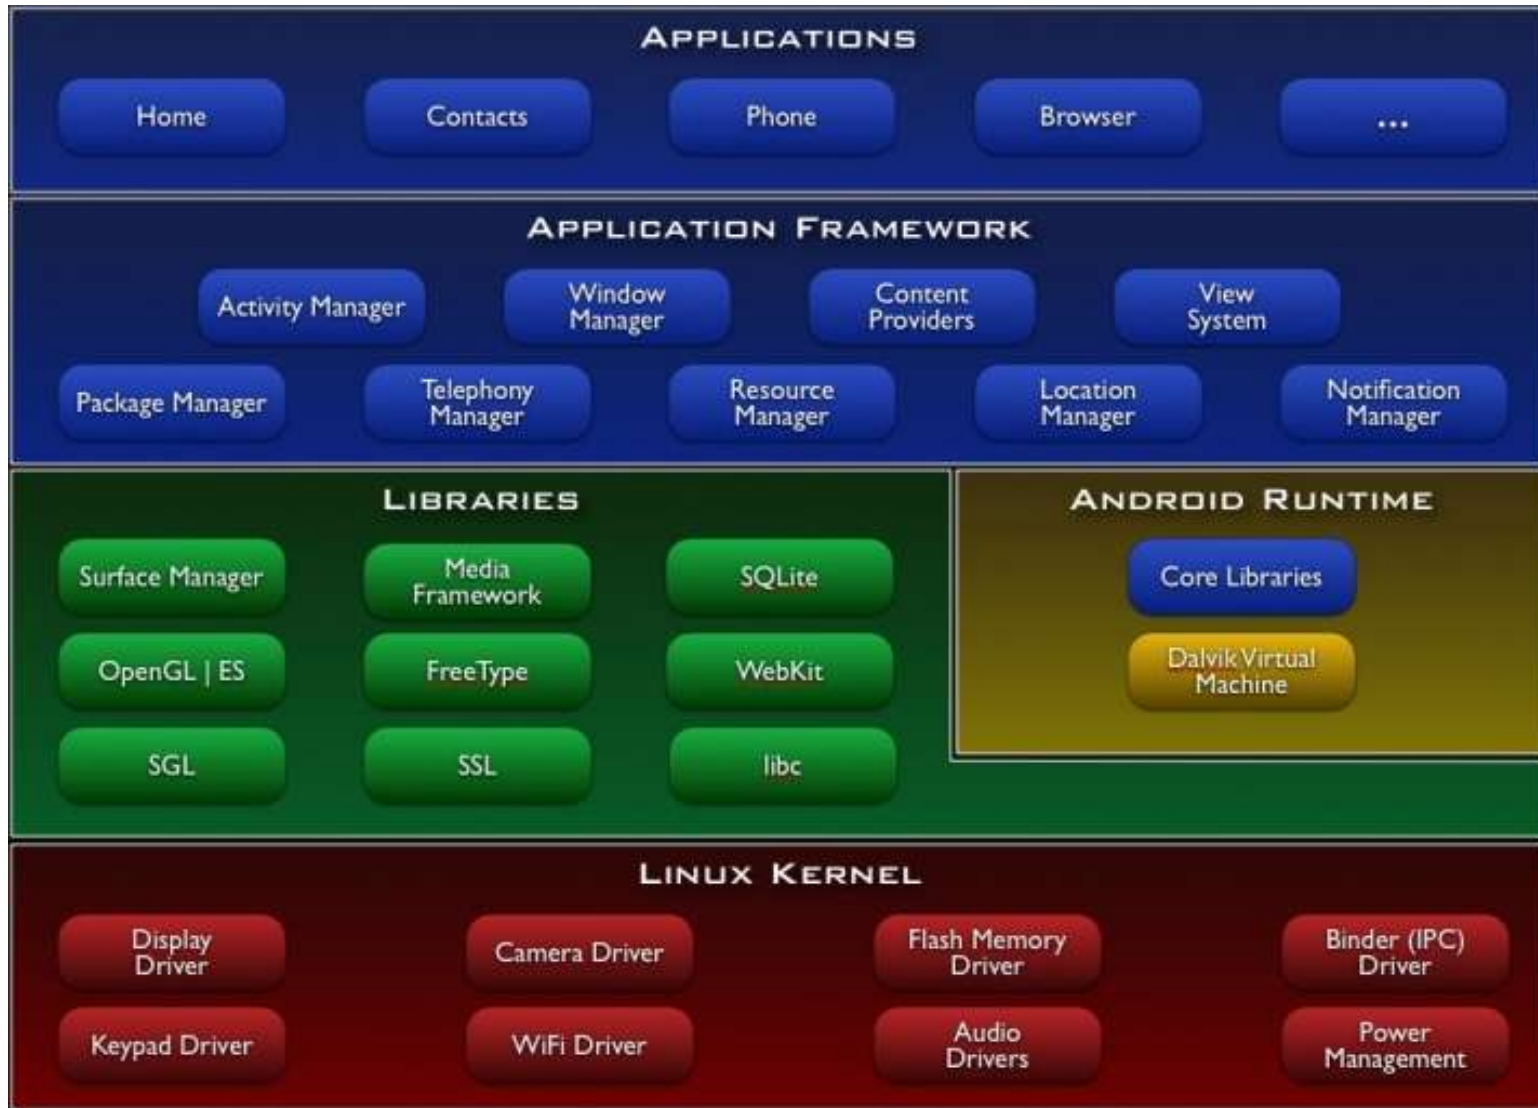 APPLICATIONS
Home
Contacts
Phone
Browser
...
APPLICATION FRAMEWORK
Activity Manager
Window
Manager
Content
Providers
View
System
Package Manager
Telephony
Manager
Resource
Manager
Location
Manager
Notification
Manager
LIBRARIES
Surface Manager
Media
Framework
SQLite
OpenGL | ES
FreeType
WebKit
SGL
SSL
libc
ANDROID RUNTIME
Core Libraries
Dalvik Virtual
Machine
LINUX KERNEL
Display
Driver
Camera Driver
Flash Memory
Driver
Binder (IPC)
Driver
Keypad Driver
WiFi Driver
Audio
Drivers
Power
Management